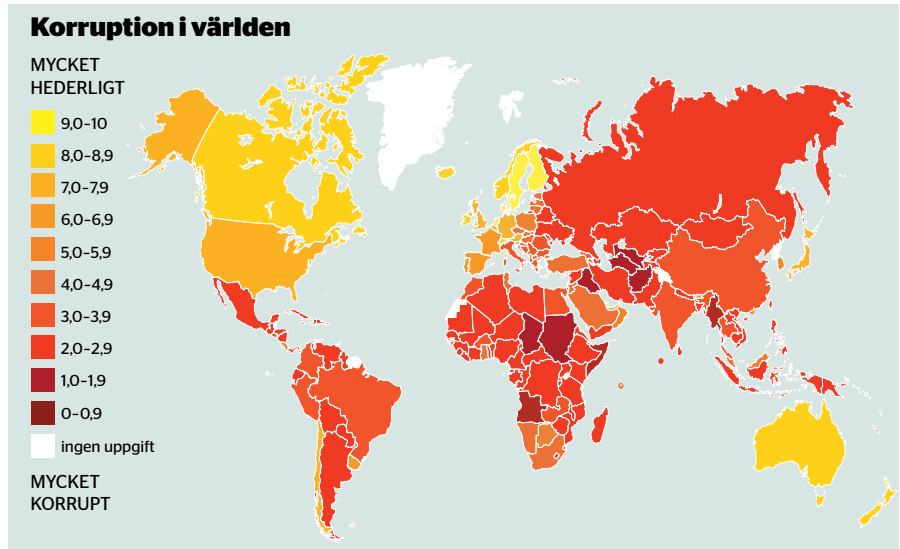 Korruption i världen
MYCKET
HEDERLIGT
9,0–10
8,0–8,9
7,0–7,9
6,0–6,9
5,0–5,9
4,0–4,9
3,0–3,9
2,0–2,9
1,0–1,9
0–0,9
ingen uppgift
MYCKET
KORRUPT